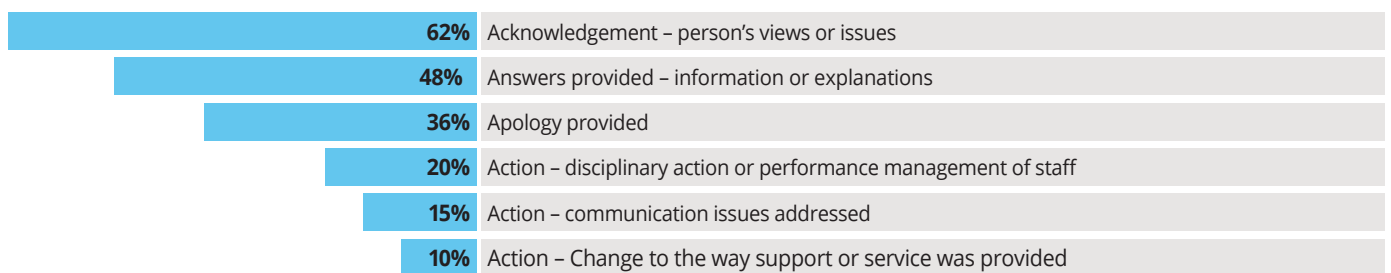 62% Acknowledgement – person’s views or issues
48% Answers provided – information or explanations
36% Apology provided
20% Action – disciplinary action or performance management of staff
15% Action – communication issues addressed
10% Action – Change to the way support or service was provided